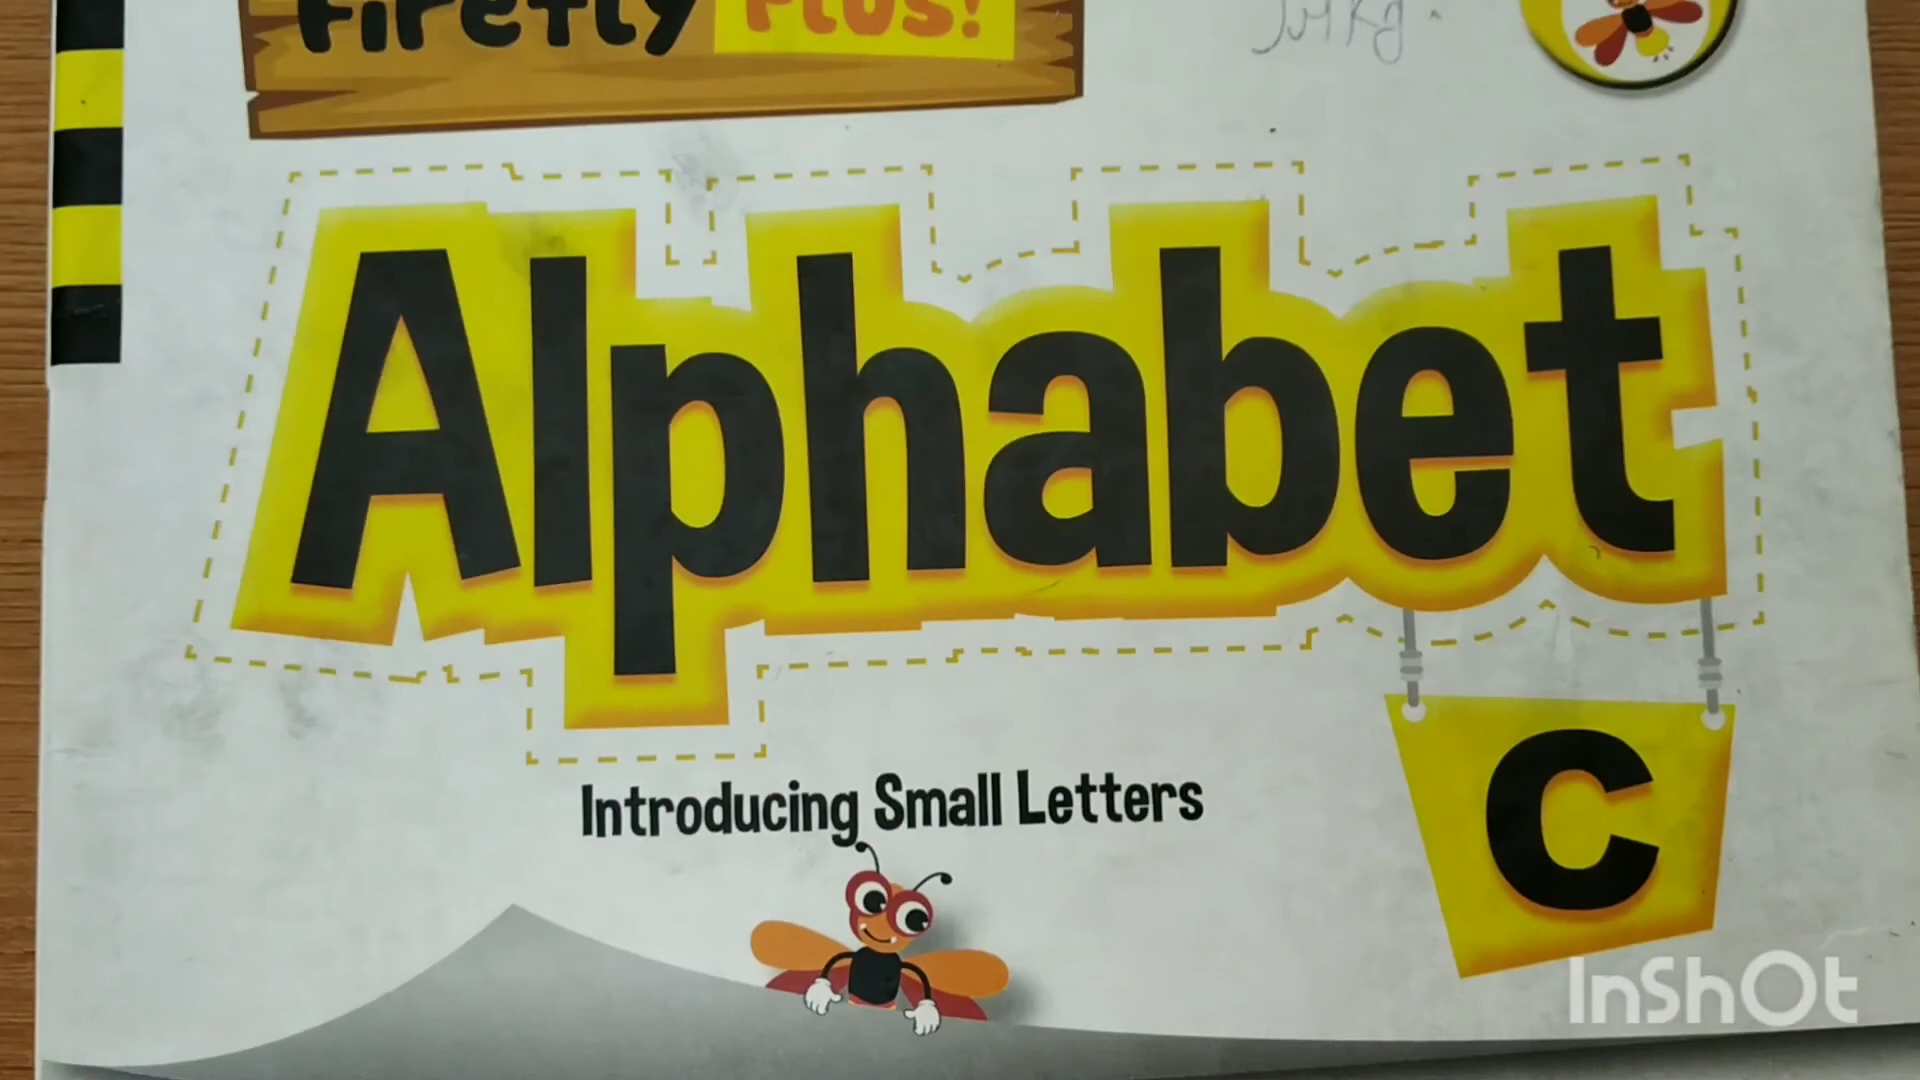 Firefly Plus!
Alphabet
C
Introducing Small Letters
InShOt